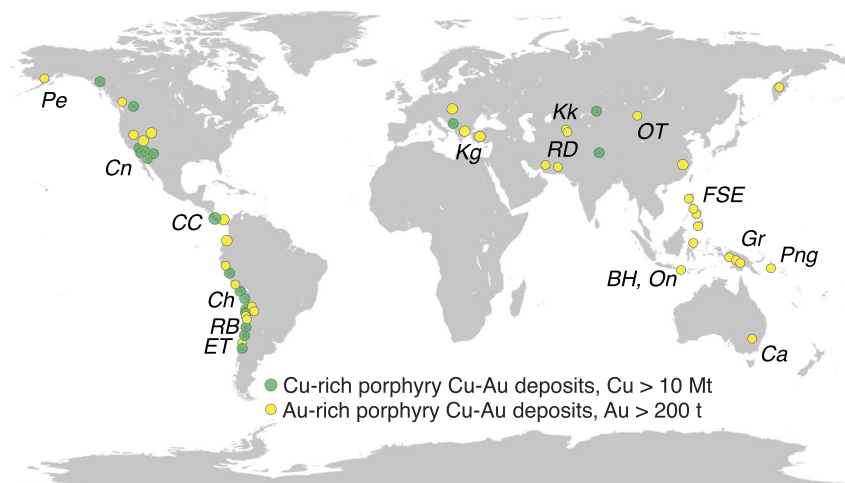 Pe
Kk
OT
RD
Kg
Cn
FSE
CC
Gr
Png
BH, On
Ch
RB
ET
Ca
Cu-rich porphyry Cu-Au deposits, Cu > 10 Mt
Au-rich porphyry Cu-Au deposits, Au > 200 t